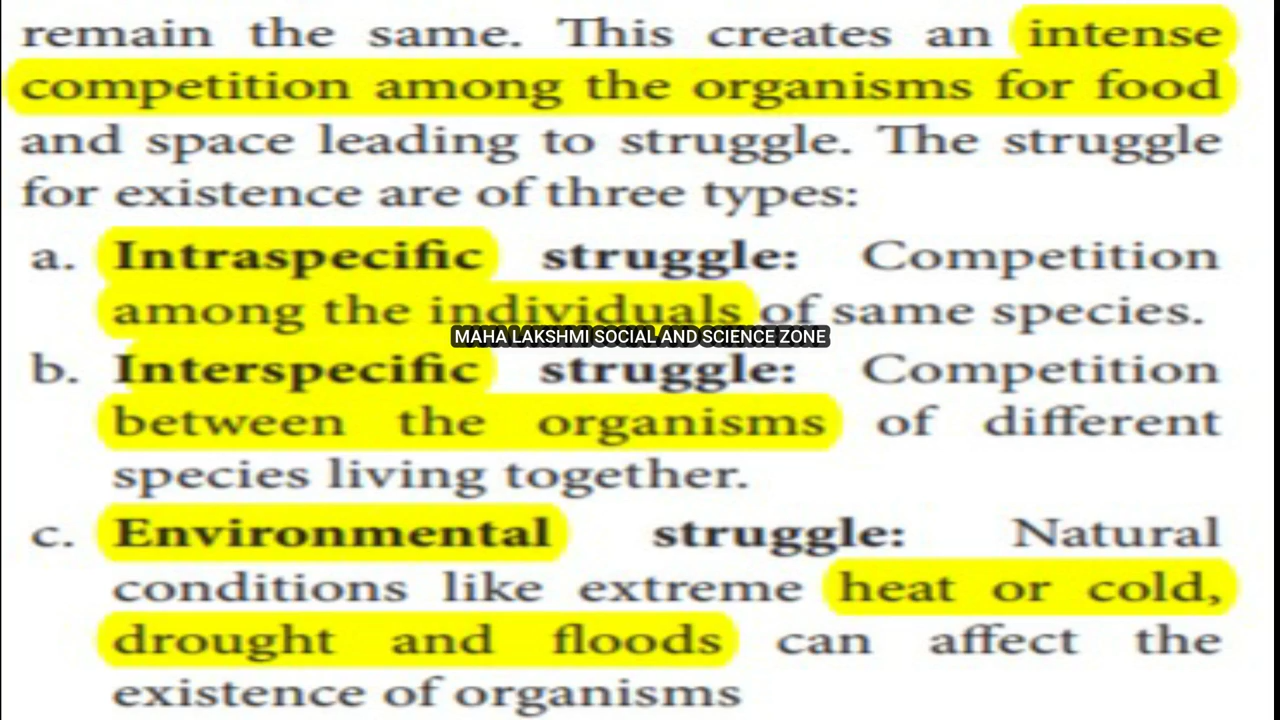 remain the same. This creates an intense
competition among the organisms for food
and space leading to struggle. The struggle
for existence are of three types:
a. Intraspecific struggle: Competition
among the individuals of same species.
MAHA LAKSHMI SOCIAL AND SCIENCE ZONE
b. Interspecific struggle: Competition
between the organisms of different
species living together.
c. Environmental struggle: Natural
conditions like extreme heat or cold,
drought and floods can affect the
existence of organisms